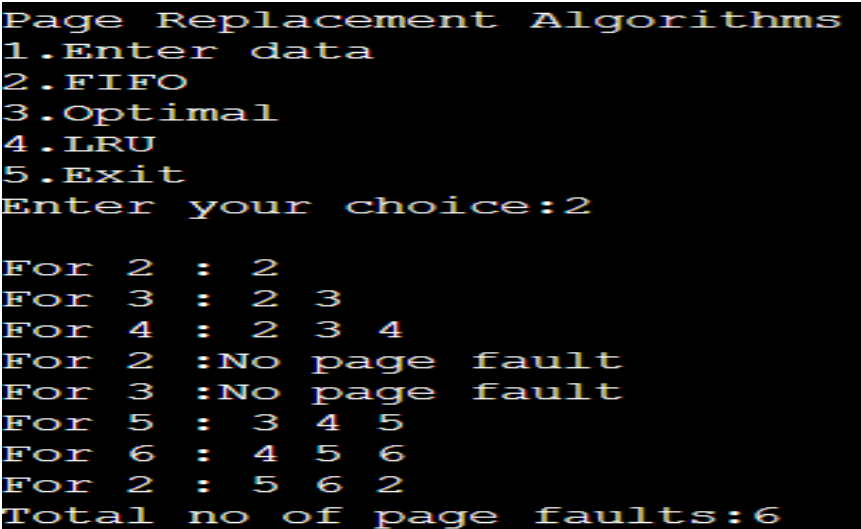 Page Replacement Algorithms
1.Enter data
2.FIFO
3.Optimal
4.LRU
5.Exit
Enter your choice:2
For 2 : 2
For 3 : 2 3
For 4 : 2 3 4
For 2 :No page fault
For 3 :No page fault
For 5 : 3 4 5
For 6 : 4 5 6
For 2 : 5 6 2
Total no of page faults:6